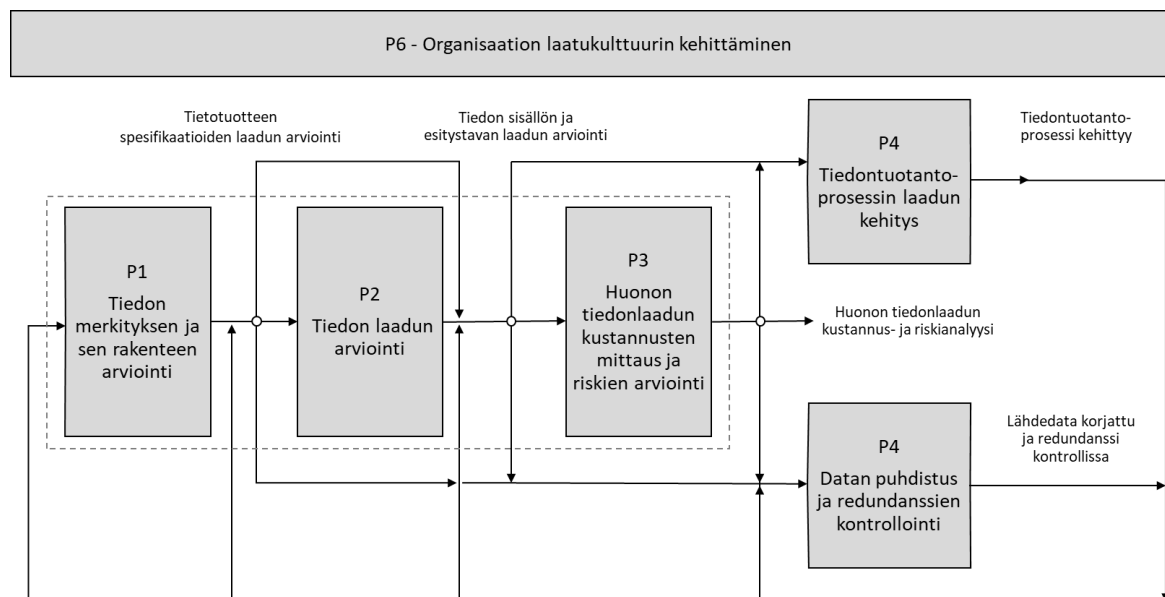 P6 - Organisaation laatukulttuurin kehittäminen
Tietotuotteen
spesifikaatioiden laadun arviointi
Tiedon sisällön ja
esitystavan laadun arviointi
P4
Tiedontuotanto-
prosessin laadun
kehitys
Tiedontuotanto-
prosessi kehittyy
P1
Tiedon
merkityksen ja
sen rakenteen
arviointi
P2
Tiedon laadun
arviointi
P3
Huonon
tiedonlaadun
kustannusten
mittaus ja
riskien arviointi
Huonon tiedonlaadun
kustannus- ja riskianalyysi
P4
Datan puhdistus
ja redundanssien
kontrollointi
Lähdedata korjattu
ja redundanssi
kontrollissa